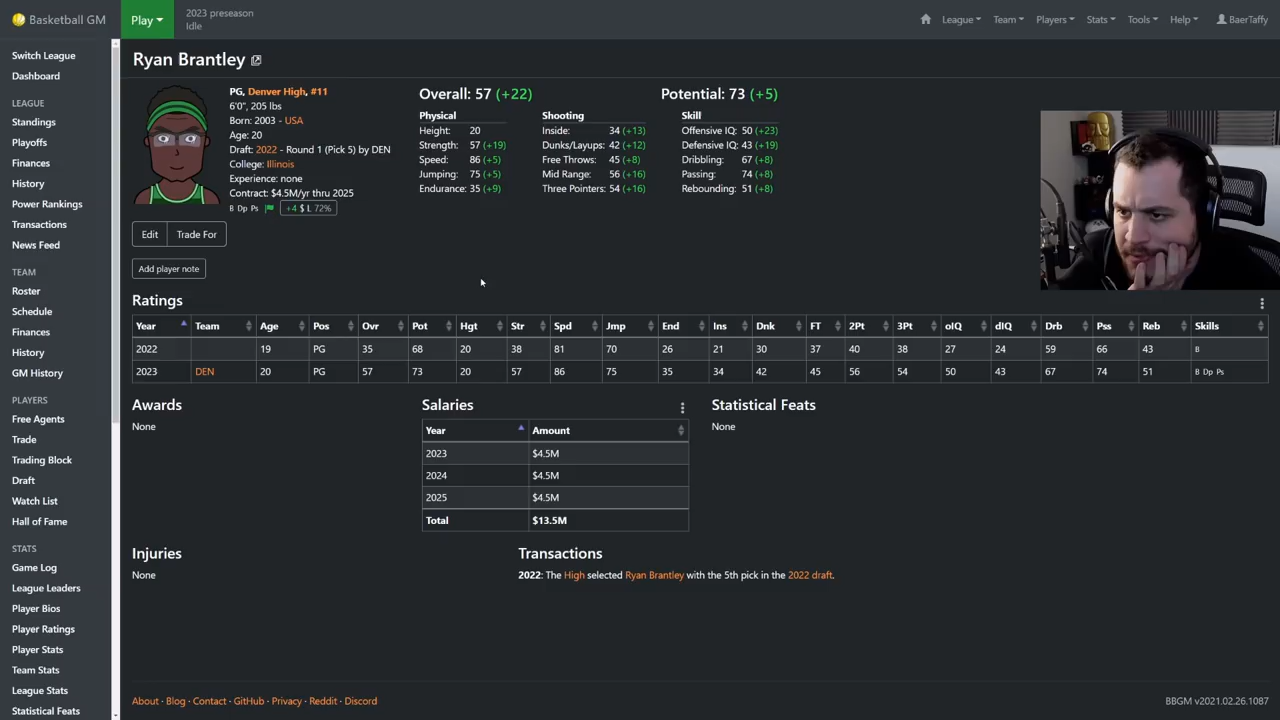 Basketball GM
Play
2023 preseason
Idle
League
Team
Players
Stats
Tools
Help
BaerTaffy
Switch League
Dashboard
LEAGUE
Standings
Playoffs
Finances
History
Power Rankings
Transactions
News Feed
TEAM
Roster
Schedule
Finances
History
GM History
PLAYERS
Free Agents
Trade
Trading Block
Draft
Watch List
Hall of Fame
STATS
Game Log
League Leaders
Player Bios
Player Ratings
Player Stats
Team Stats
League Stats
Statistical Feats
Ryan Brantley
PG, Denver High, #11
6'0", 205 lbs
Born: 2003 - USA
Age: 20
Draft: 2022 - Round 1 (Pick 5) by DEN
College: Illinois
Experience: none
Contract: $4.5M/yr thru 2025
B Dp Ps +4 $ L 72%
Edit
Trade For
Add player note
Overall: 57 (+22)
Potential: 73 (+5)
Physical
Height: 20
Strength: 57 (+19)
Speed: 86 (+5)
Jumping: 75 (+5)
Endurance: 35 (+9)
Shooting
Inside: 34 (+13)
Dunks/Layups: 42 (+12)
Free Throws: 45 (+8)
Mid Range: 56 (+16)
Three Pointers: 54 (+16)
Skill
Offensive IQ: 50 (+23)
Defensive IQ: 43 (+19)
Dribbling: 67 (+8)
Passing: 74 (+8)
Rebounding: 51 (+8)
Ratings
Year Team Age Pos Ovr Pot Hgt Str Spd Jmp End Ins Dnk FT 2Pt 3Pt oIQ dIQ Drb Pss Reb Skills
2022 19 PG 35 68 20 38 81 70 26 21 30 37 40 38 27 24 59 66 43 B
2023 DEN 20 PG 57 73 20 57 86 75 35 34 42 45 56 54 50 43 67 74 51 B Dp Ps
Awards
None
Salaries
Year Amount
2023 $4.5M
2024 $4.5M
2025 $4.5M
Total $13.5M
Statistical Feats
None
Injuries
None
Transactions
2022: The High selected Ryan Brantley with the 5th pick in the 2022 draft.
About · Blog · Contact · GitHub · Privacy · Reddit · Discord
BBGM v2021.02.26.1087